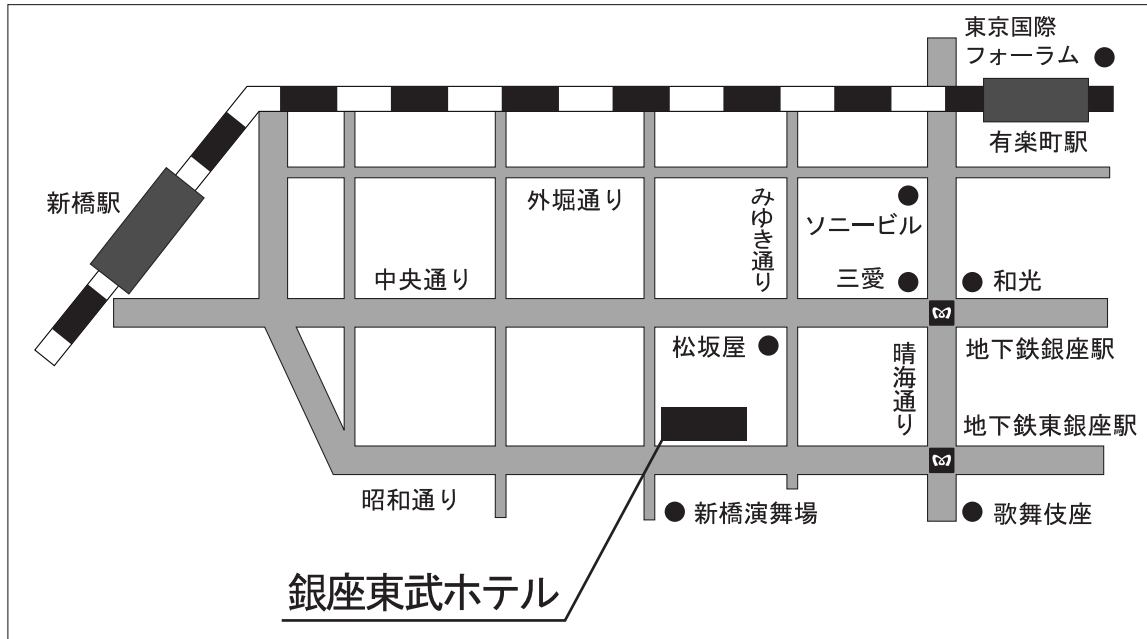 東京国際
フォーラム
有楽町駅
新橋駅
外堀通り
みゆき通り
ソニービル
中央通り
三愛
和光
松坂屋
晴海通り
地下鉄銀座駅
地下鉄東銀座駅
昭和通り
新橋演舞場
歌舞伎座
銀座東武ホテル